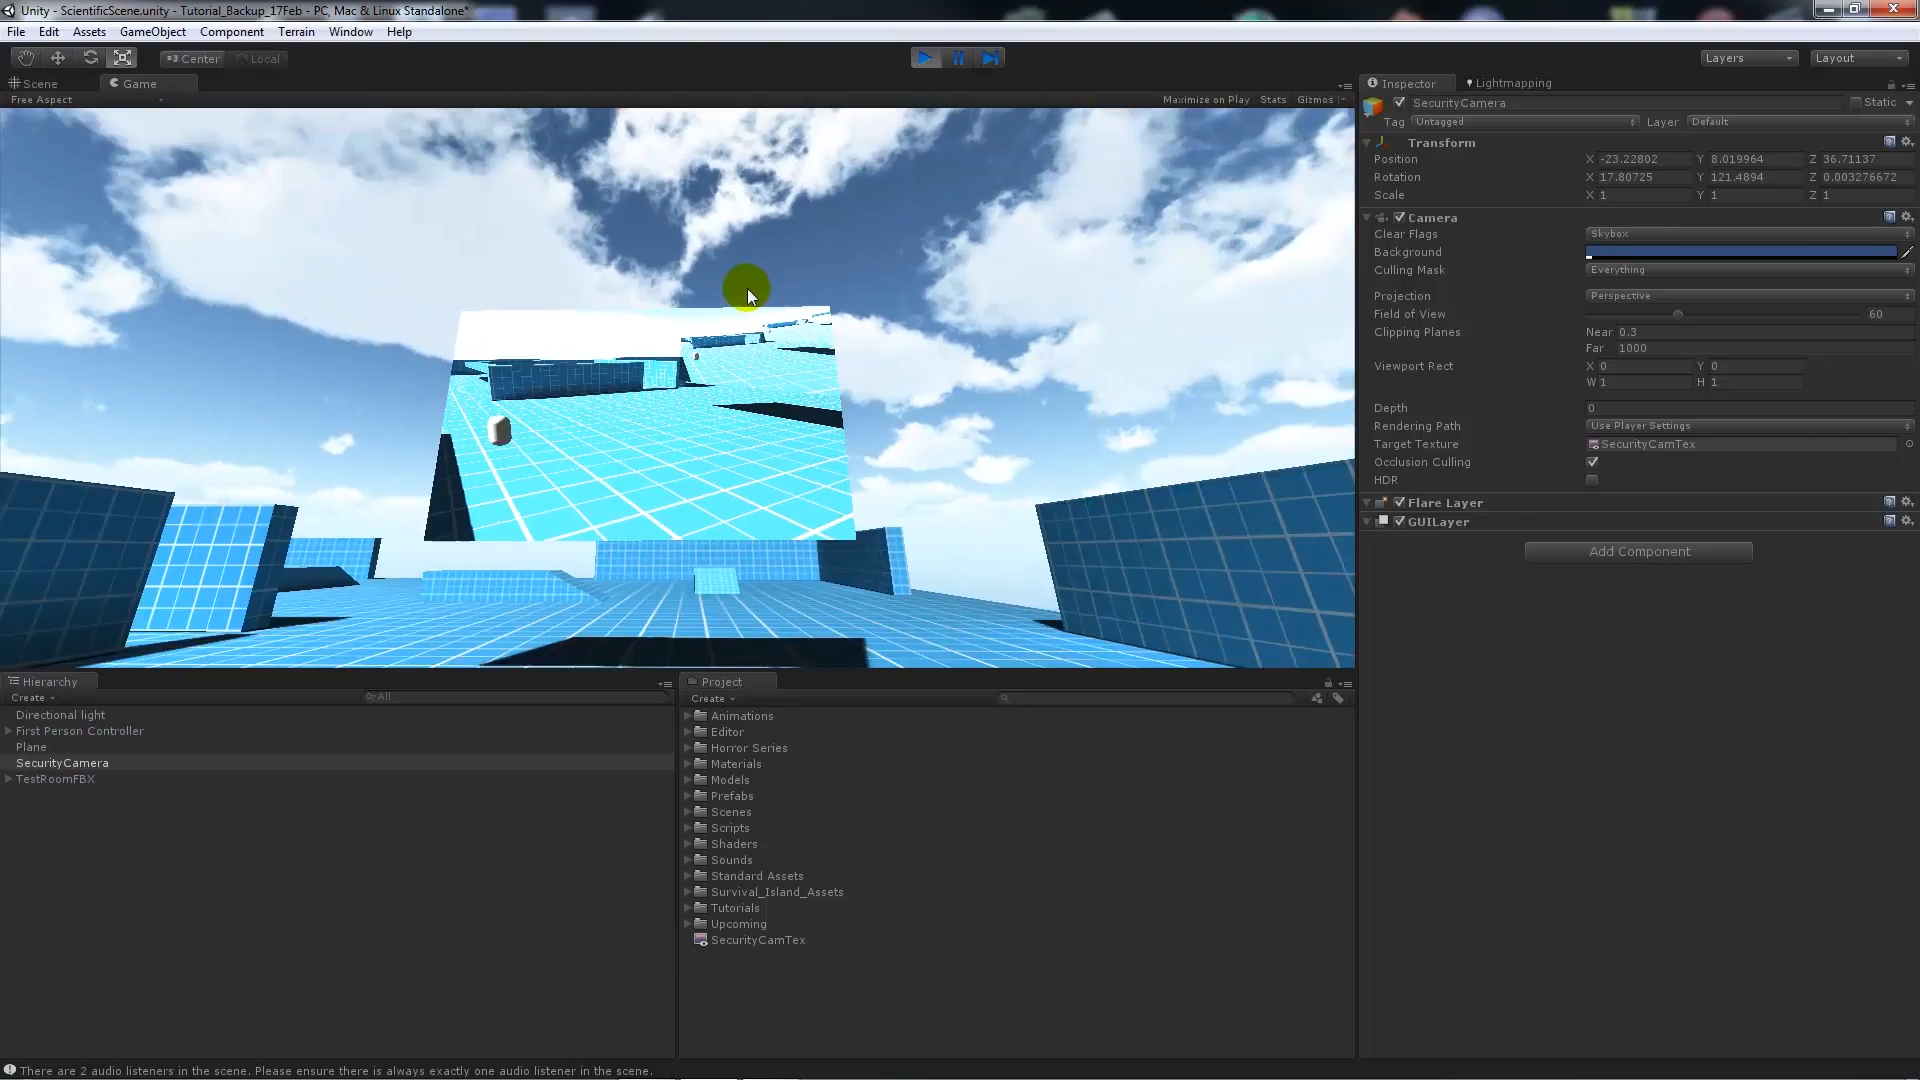 Unity - ScientificScene.unity - Tutorial_Backup_17Feb - PC, Mac & Linux Standalone*
File Edit Assets GameObject Component Terrain Window Help
Center Local Layers Layout
Scene Game
Free Aspect Maximize on Play Stats Gizmos
Inspector Lightmapping
SecurityCamera Static
Tag Untagged Layer Default
Transform
Position X -23.22802 Y 8.019964 Z 36.71137
Rotation X 17.80725 Y 121.4894 Z 0.003276672
Scale X 1 Y 1 Z 1
Camera
Clear Flags Skybox
Background
Culling Mask Everything
Projection Perspective
Field of View 60
Clipping Planes Near 0.3
Far 1000
Viewport Rect X 0 Y 0
W 1 H 1
Depth 0
Rendering Path Use Player Settings
Target Texture SecurityCamTex
Occlusion Culling
HDR
Flare Layer
GUILayer
Add Component
Hierarchy
Create All
Directional light
First Person Controller
Plane
SecurityCamera
TestRoomFBX
Project
Create
Animations
Editor
Horror Series
Materials
Models
Prefabs
Scenes
Scripts
Shaders
Sounds
Standard Assets
Survival_Island_Assets
Tutorials
Upcoming
SecurityCamTex
There are 2 audio listeners in the scene. Please ensure there is always exactly one audio listener in the scene.